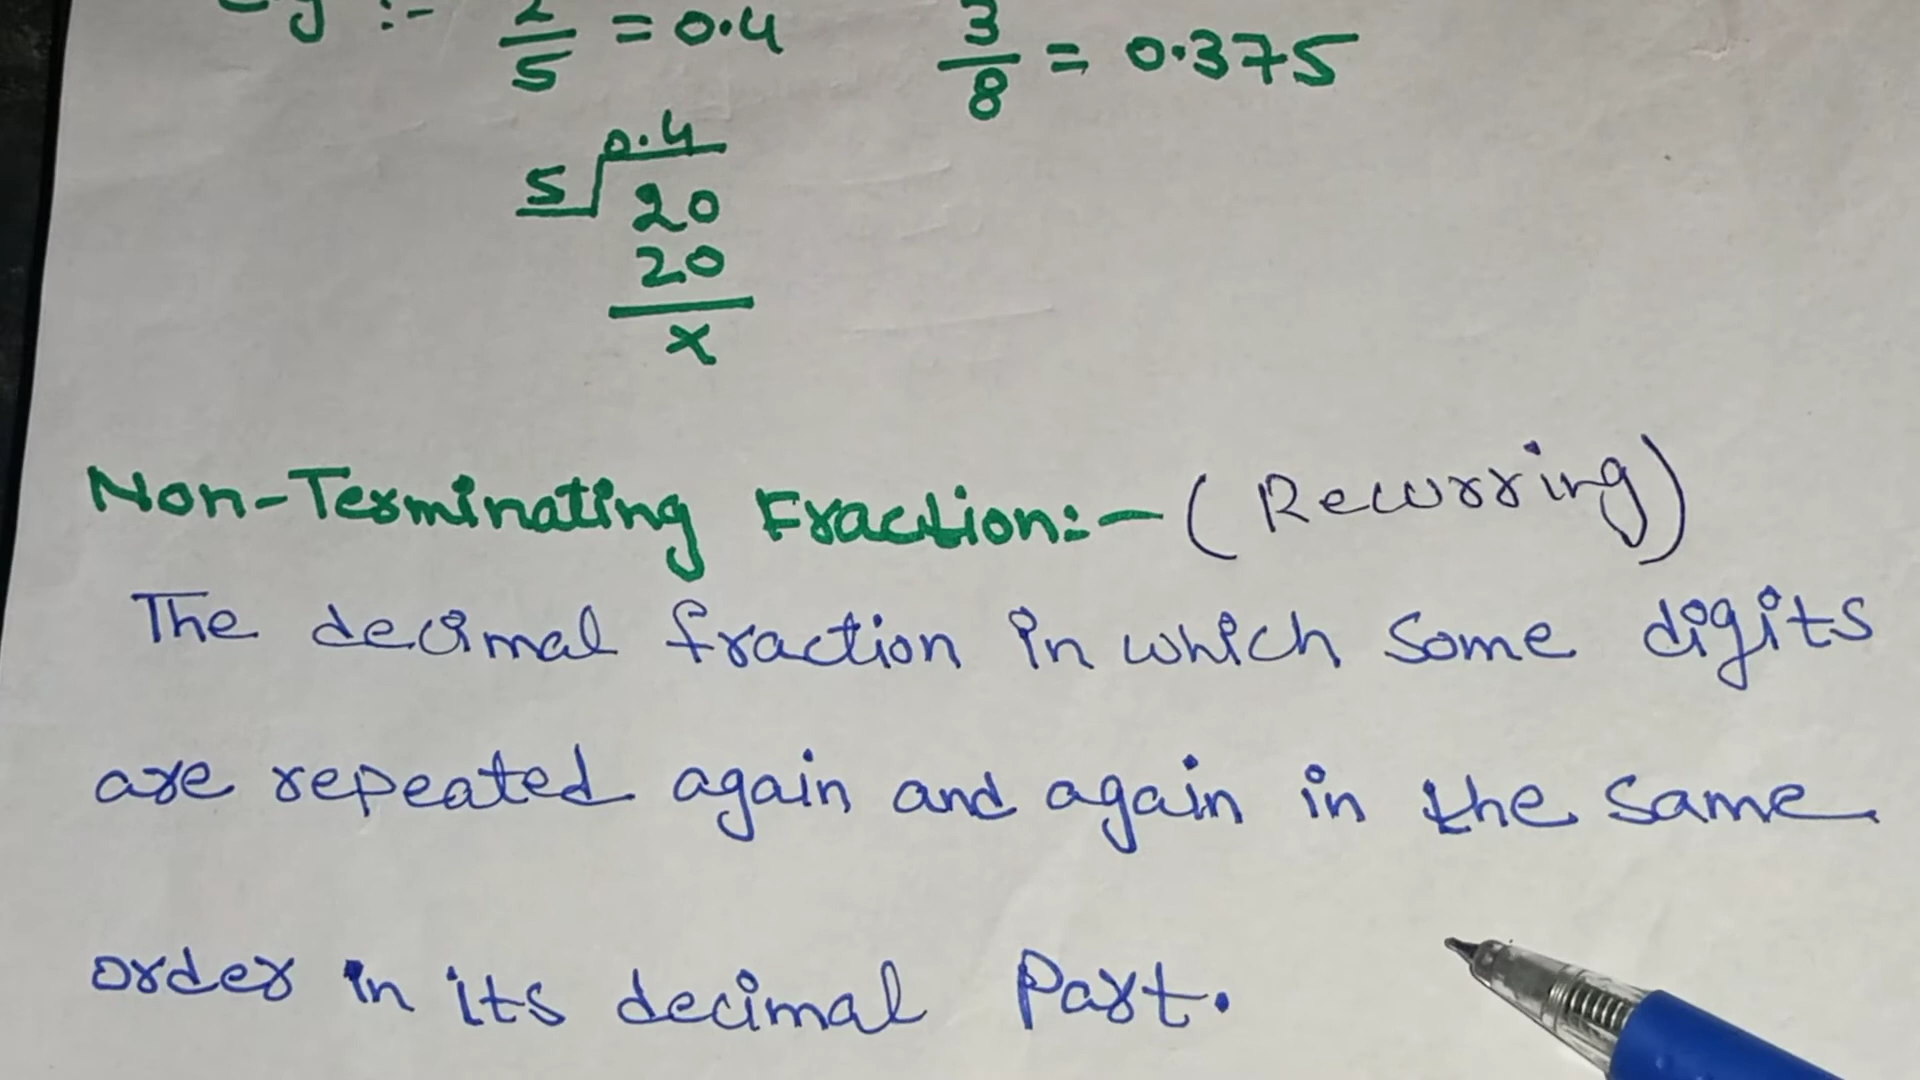 Eg :- 2/5 = 0.4 3/8 = 0.375
0.4
5 20
20
x
Non-Terminating Fraction:- (Recurring)
The decimal fraction in which some digits
are repeated again and again in the same
order in its decimal Part.